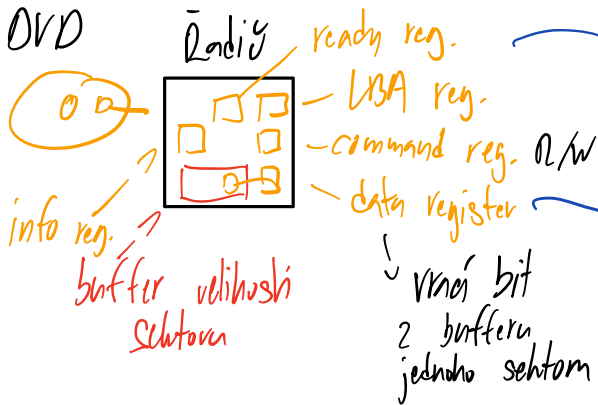 DVD
Řadič
ready reg.
LBA reg.
command reg. R/W
data register
info reg.
buffer velikosti
sektoru
vrací bit
z bufferu
jednoho sektoru